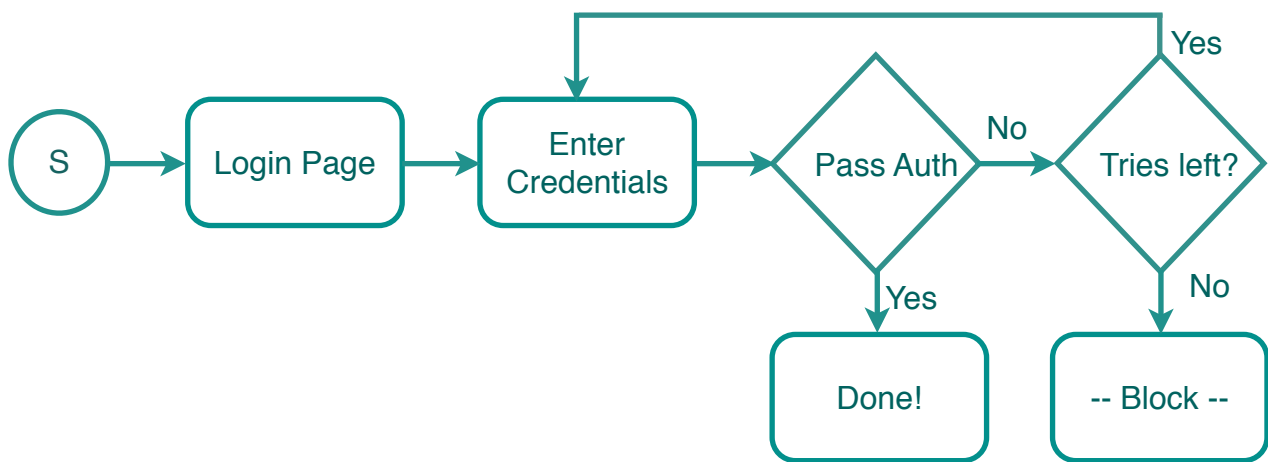 S
Login Page
Enter
Credentials
Pass Auth
No
Tries left?
Yes
Yes
No
Done!
-- Block --